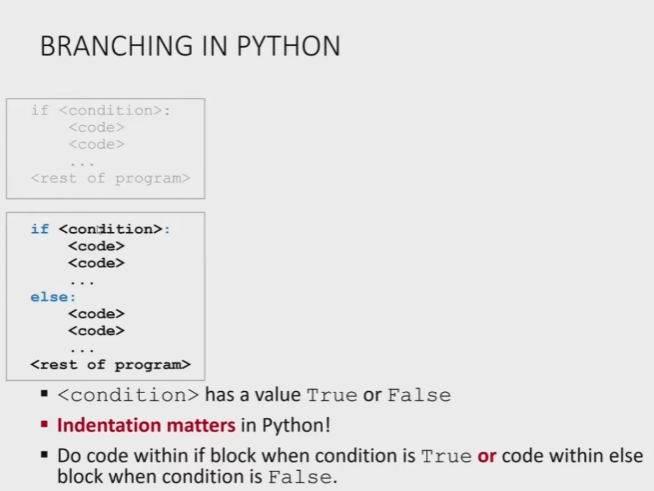 BRANCHING IN PYTHON
if <condition>:
<code>
<code>
...
<rest of program>
if <condition>:
<code>
<code>
...
else:
<code>
<code>
...
<rest of program>
▪ <condition> has a value True or False
▪ Indentation matters in Python!
▪ Do code within if block when condition is True or code within else
block when condition is False.